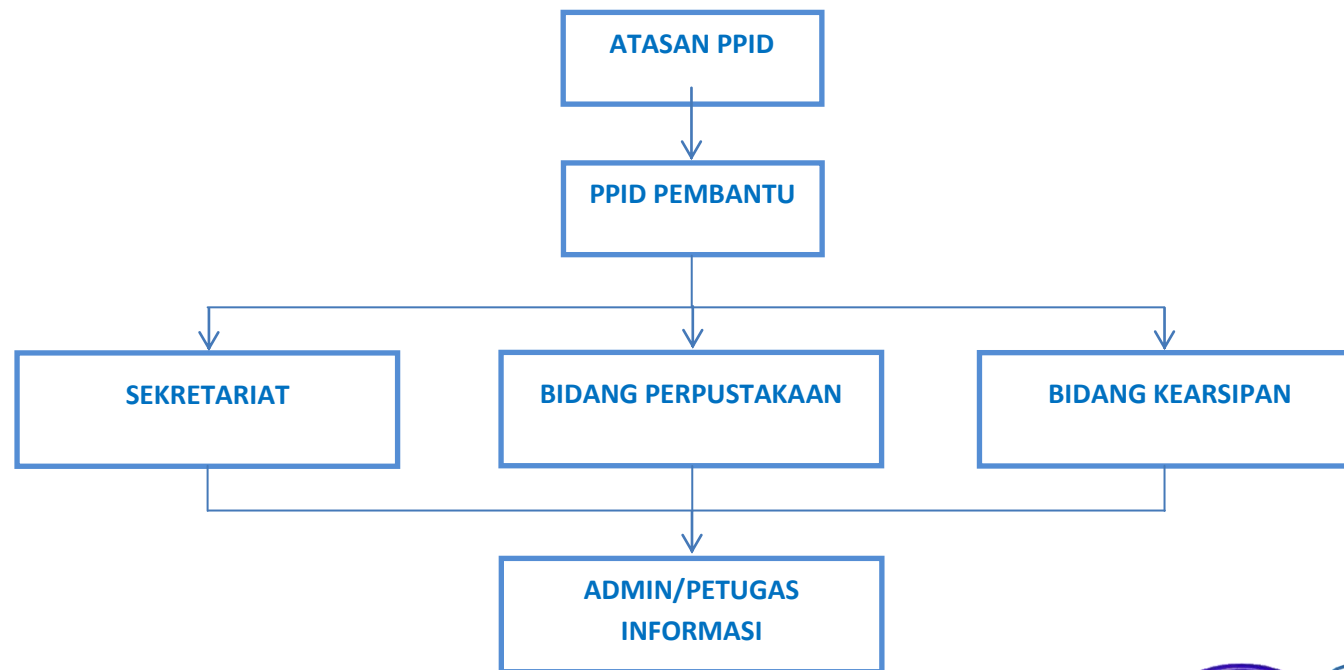 ATASAN PPID
PPID PEMBANTU
SEKRETARIAT
BIDANG PERPUSTAKAAN
BIDANG KEARSIPAN
ADMIN/PETUGAS
INFORMASI